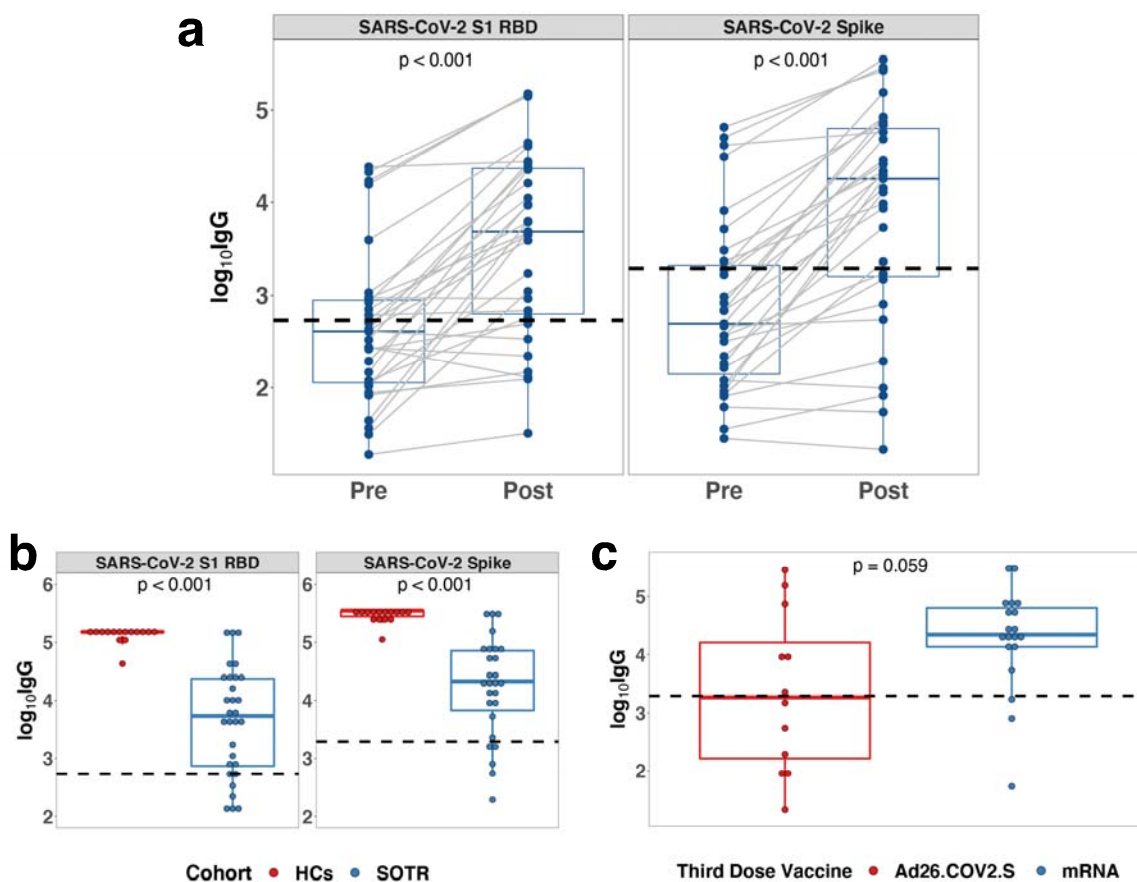 a
SARS-CoV-2 S1 RBD SARS-CoV-2 Spike
p < 0.001 p < 0.001
log10IgG
5
4
3
2
Pre Post Pre Post
b
SARS-CoV-2 S1 RBD SARS-CoV-2 Spike
p < 0.001 p < 0.001
log10IgG
6 6
5 5
4 4
3 3
2 2
Cohort HCs SOTR
c
p = 0.059
log10IgG
5
4
3
2
Third Dose Vaccine Ad26.COV2.S mRNA